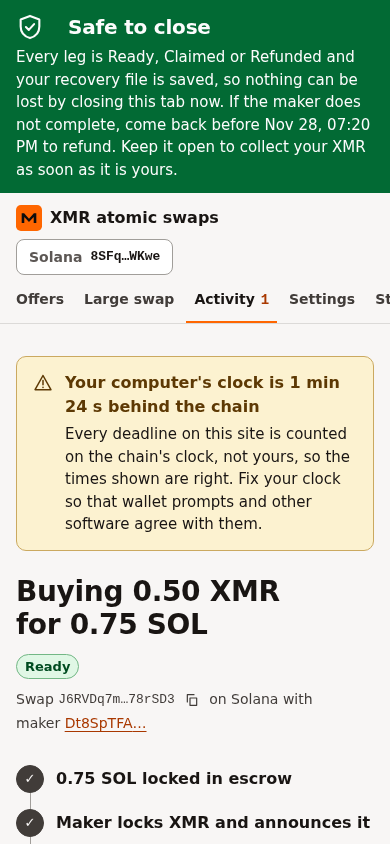 Safe to close
Every leg is Ready, Claimed or Refunded and
your recovery file is saved, so nothing can be
lost by closing this tab now. If the maker does
not complete, come back before Nov 28, 07:20
PM to refund. Keep it open to collect your XMR
as soon as it is yours.
XMR atomic swaps
Solana 8SFq…WKwe
Offers Large swap Activity 1 Settings St
Your computer's clock is 1 min
24 s behind the chain
Every deadline on this site is counted
on the chain's clock, not yours, so the
times shown are right. Fix your clock
so that wallet prompts and other
software agree with them.
Buying 0.50 XMR
for 0.75 SOL
Ready
Swap J6RVDq7m…78rSD3 on Solana with
maker Dt8SpTFA…
0.75 SOL locked in escrow
Maker locks XMR and announces it